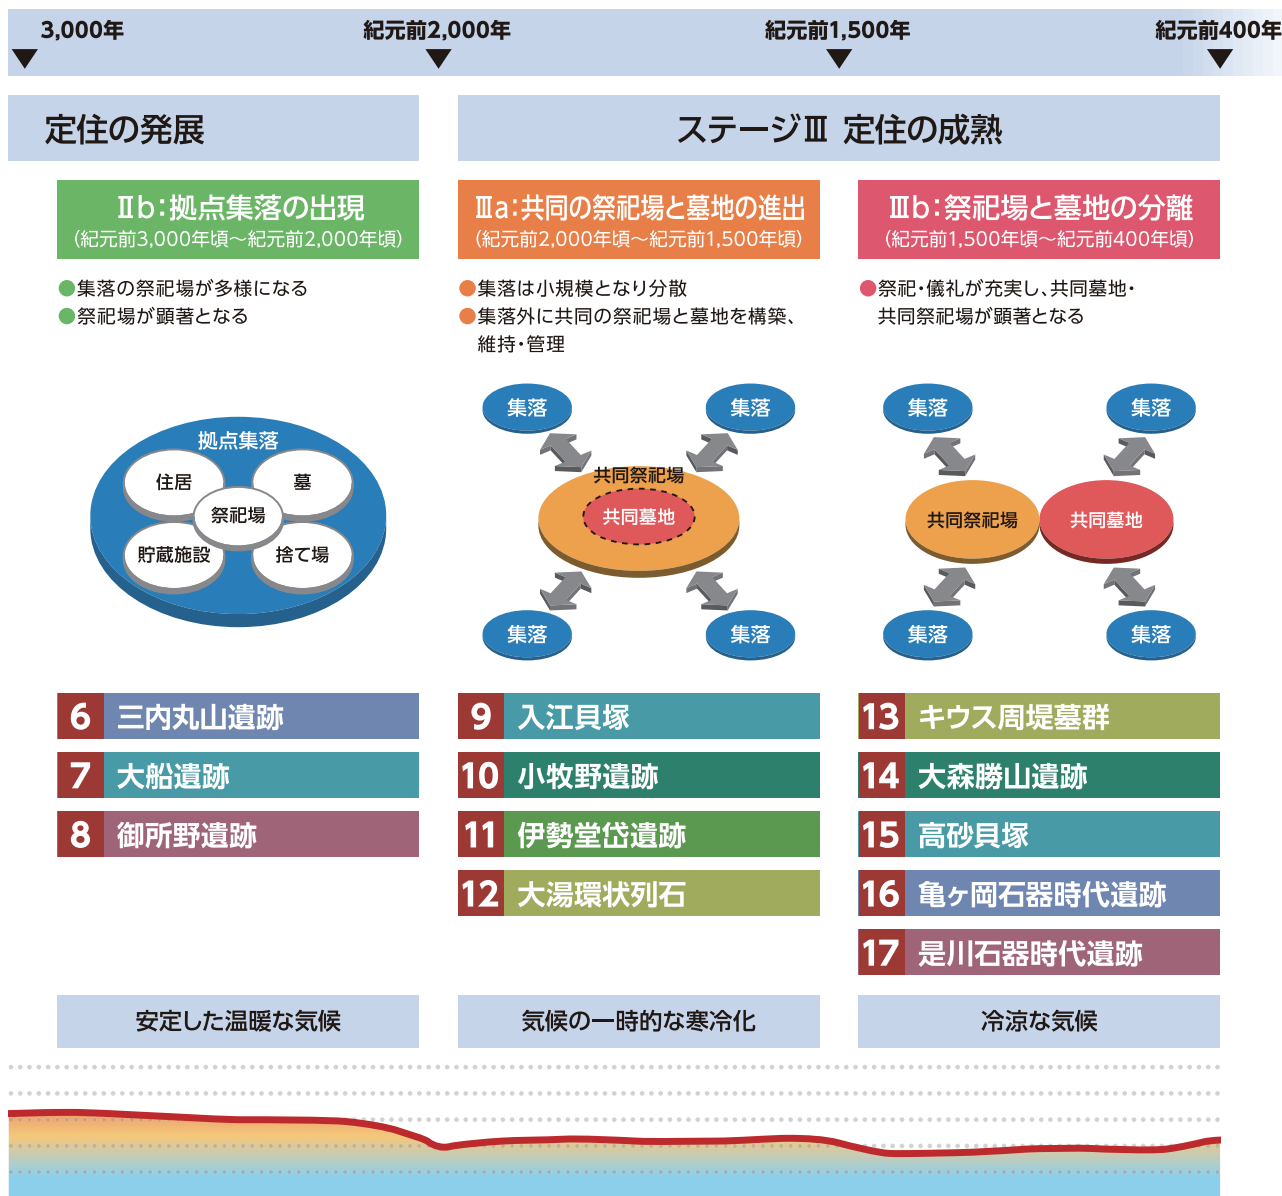 3,000年
紀元前2,000年
紀元前1,500年
紀元前400年
定住の発展
ステージⅢ 定住の成熟
Ⅱb：拠点集落の出現
（紀元前3,000年頃～紀元前2,000年頃）
●集落の祭祀場が多様になる
●祭祀場が顕著となる
拠点集落
住居
墓
祭祀場
貯蔵施設
捨て場
6 三内丸山遺跡
7 大船遺跡
8 御所野遺跡
安定した温暖な気候
Ⅲa：共同の祭祀場と墓地の進出
（紀元前2,000年頃～紀元前1,500年頃）
●集落は小規模となり分散
●集落外に共同の祭祀場と墓地を構築、
維持・管理
集落
集落
共同祭祀場
共同墓地
集落
集落
9 入江貝塚
10 小牧野遺跡
11 伊勢堂岱遺跡
12 大湯環状列石
気候の一時的な寒冷化
Ⅲb：祭祀場と墓地の分離
（紀元前1,500年頃～紀元前400年頃）
●祭祀・儀礼が充実し、共同墓地・
共同祭祀場が顕著となる
集落
集落
共同祭祀場
共同墓地
集落
集落
13 キウス周堤墓群
14 大森勝山遺跡
15 高砂貝塚
16 亀ヶ岡石器時代遺跡
17 是川石器時代遺跡
冷涼な気候